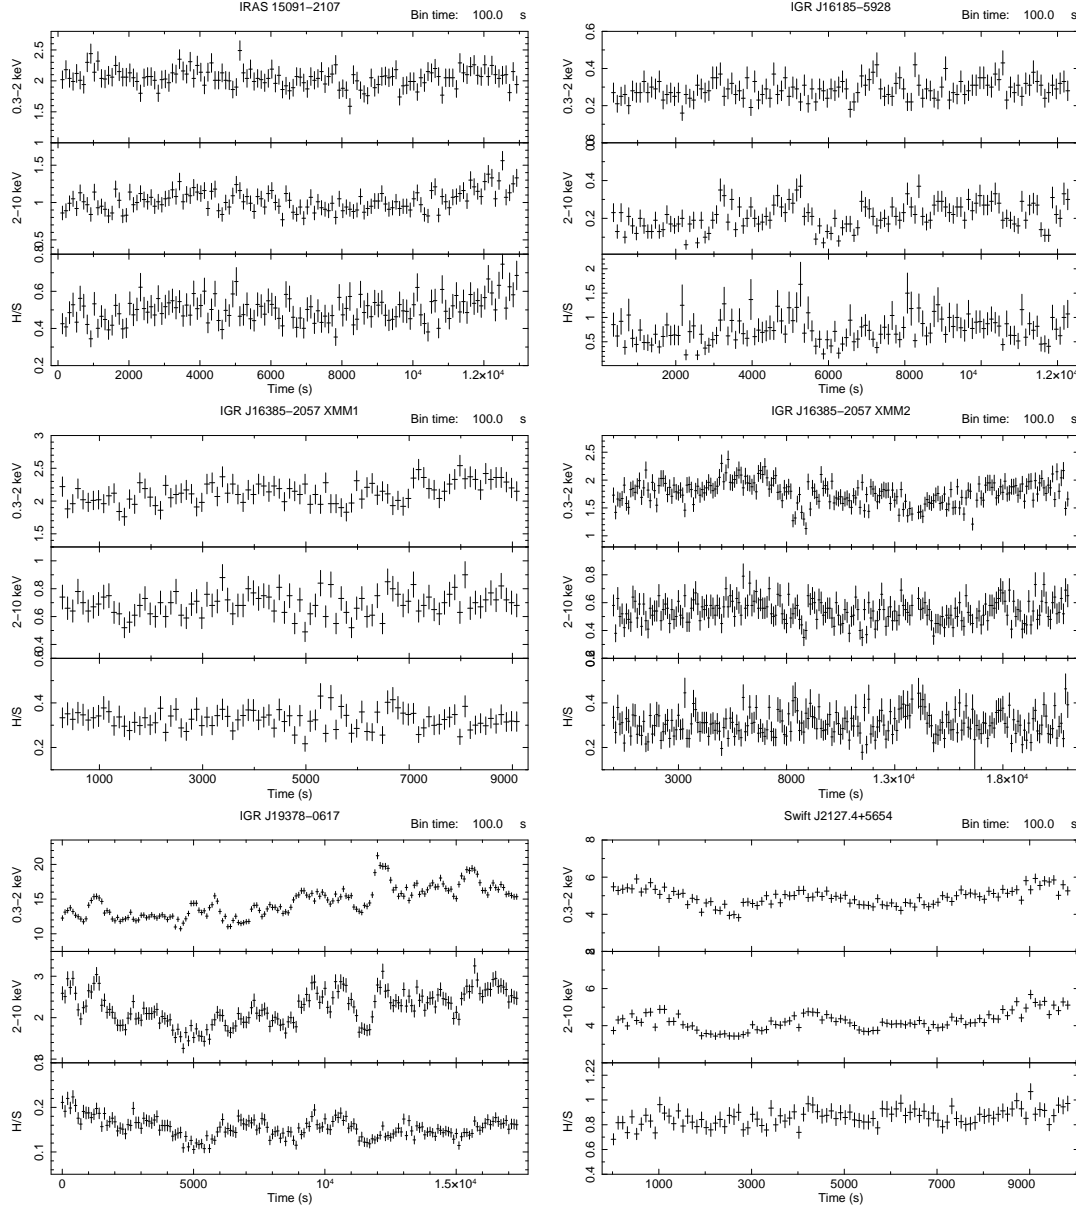 IRAS 15091−2107
Bin time: 100.0 s
0.3−2 keV
1 1.5 2 2.5
2−10 keV
0.5 1 1.5
H/S
0.2 0.4 0.6 0.8
0 2000 4000 6000 8000 10⁴ 1.2×10⁴
Time (s)
IGR J16185−5928
Bin time: 100.0 s
0.3−2 keV
0.2 0.4 0.6
2−10 keV
0.2 0.4 0.6
H/S
0.5 1 1.5 2
2000 4000 6000 8000 10⁴ 1.2×10⁴
Time (s)
IGR J16385−2057 XMM1
Bin time: 100.0 s
0.3−2 keV
1.5 2 2.5 3
2−10 keV
0.6 0.8 1
H/S
0.2 0.4
1000 3000 5000 7000 9000
Time (s)
IGR J16385−2057 XMM2
Bin time: 100.0 s
0.3−2 keV
1 1.5 2 2.5
2−10 keV
0.4 0.6 0.8
H/S
0.2 0.4
3000 8000 1.3×10⁴ 1.8×10⁴
Time (s)
IGR J19378−0617
Bin time: 100.0 s
0.3−2 keV
10 15 20
2−10 keV
2 3
H/S
0.1 0.2
0 5000 10⁴ 1.5×10⁴
Time (s)
Swift J2127.4+5654
Bin time: 100.0 s
0.3−2 keV
4 6 8
2−10 keV
4 6
H/S
0.4 0.6 0.8 1
1000 3000 5000 7000 9000
Time (s)